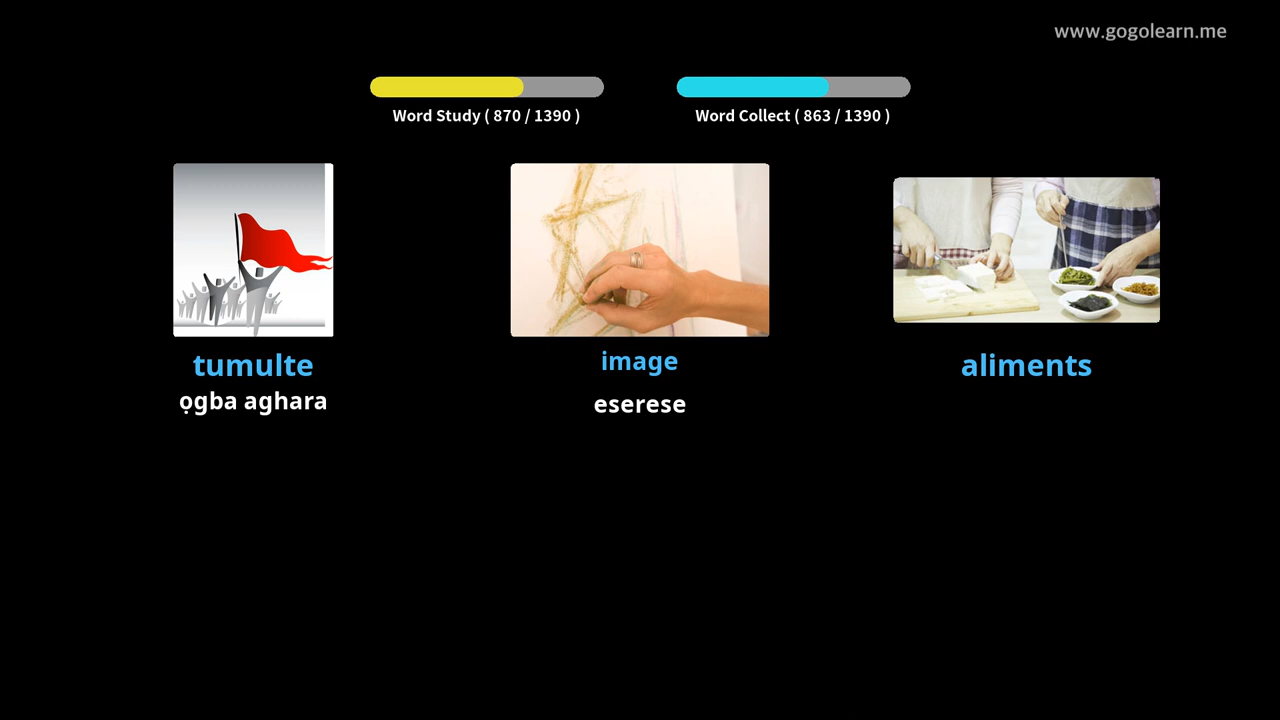 www.gogolearn.me
Word Study ( 870 / 1390 )
Word Collect ( 863 / 1390 )
tumulte
ọgba aghara
image
eserese
aliments